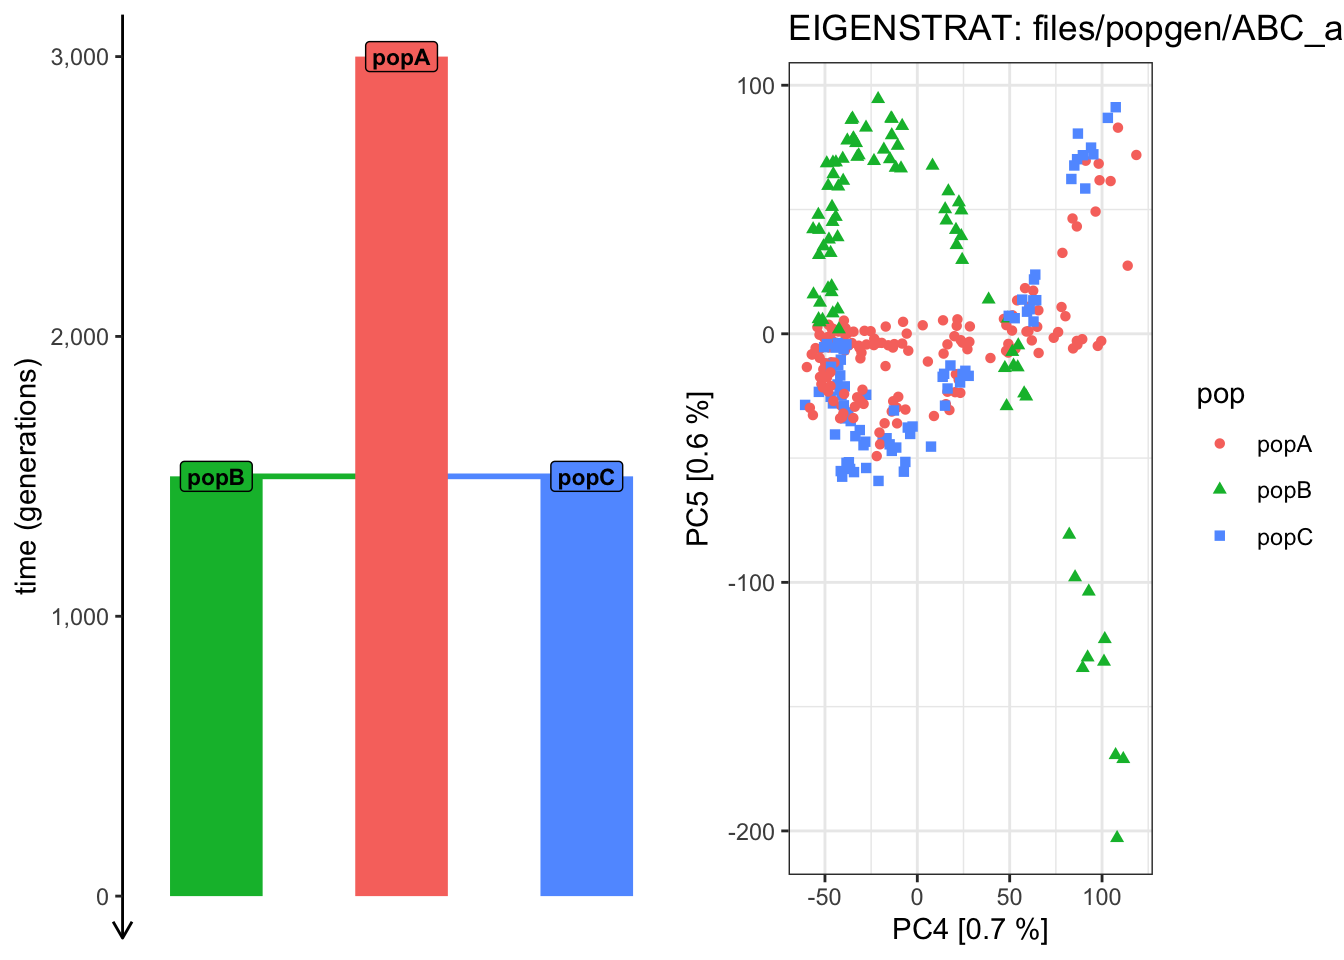 time (generations)
3,000
2,000
1,000
0
popA
popB
popC
EIGENSTRAT: files/popgen/ABC_a
PC5 [0.6 %]
100
0
-100
-200
-50
0
50
100
PC4 [0.7 %]
pop
popA
popB
popC